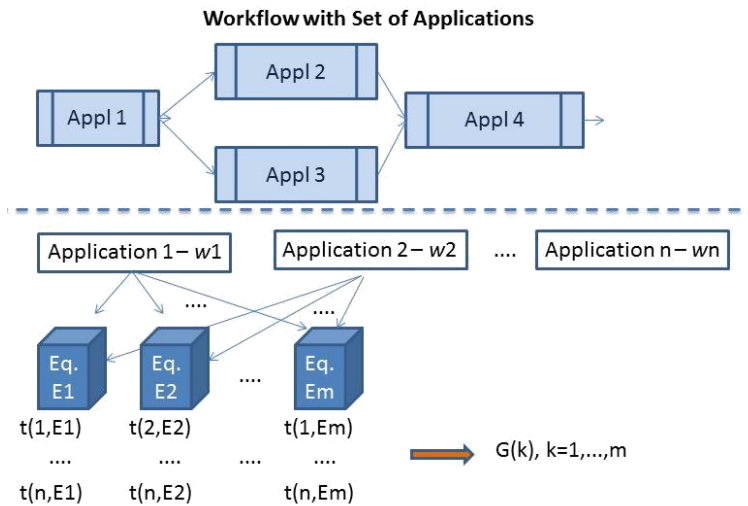 Workflow with Set of Applications
Appl 2
Appl 1
Appl 4
Appl 3
Application 1 – w1
Application 2 – w2
....
Application n – wn
....
....
Eq.
E1
Eq.
E2
....
Eq.
Em
t(1,E1)
t(2,E2)
t(1,Em)
....
....
....
....
G(k), k=1,...,m
t(n,E1)
t(n,E2)
t(n,Em)